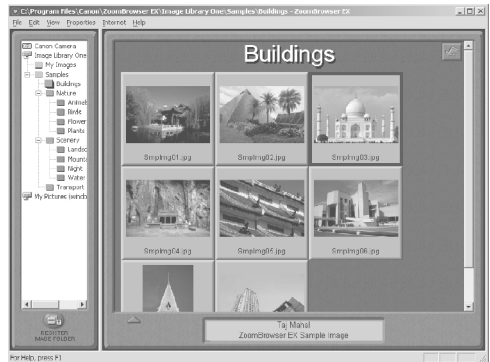 C:\Program Files\Canon\ZoomBrowser EX\Image Library One\Samples\Buildings - ZoomBrowser EX
File Edit View Properties Internet Help
Canon Camera
Image Library One
My Images
Samples
Buildings
Nature
Animal
Birds
Flower
Plants
Scenery
Landsc
Mounta
Night
Water
Transport
My Pictures (windo
REGISTER
IMAGE FOLDER
Buildings
SmpImg01.jpg
SmpImg02.jpg
SmpImg03.jpg
SmpImg04.jpg
SmpImg05.jpg
SmpImg06.jpg
Taj Mahal
ZoomBrowser EX Sample Image
For Help, press F1